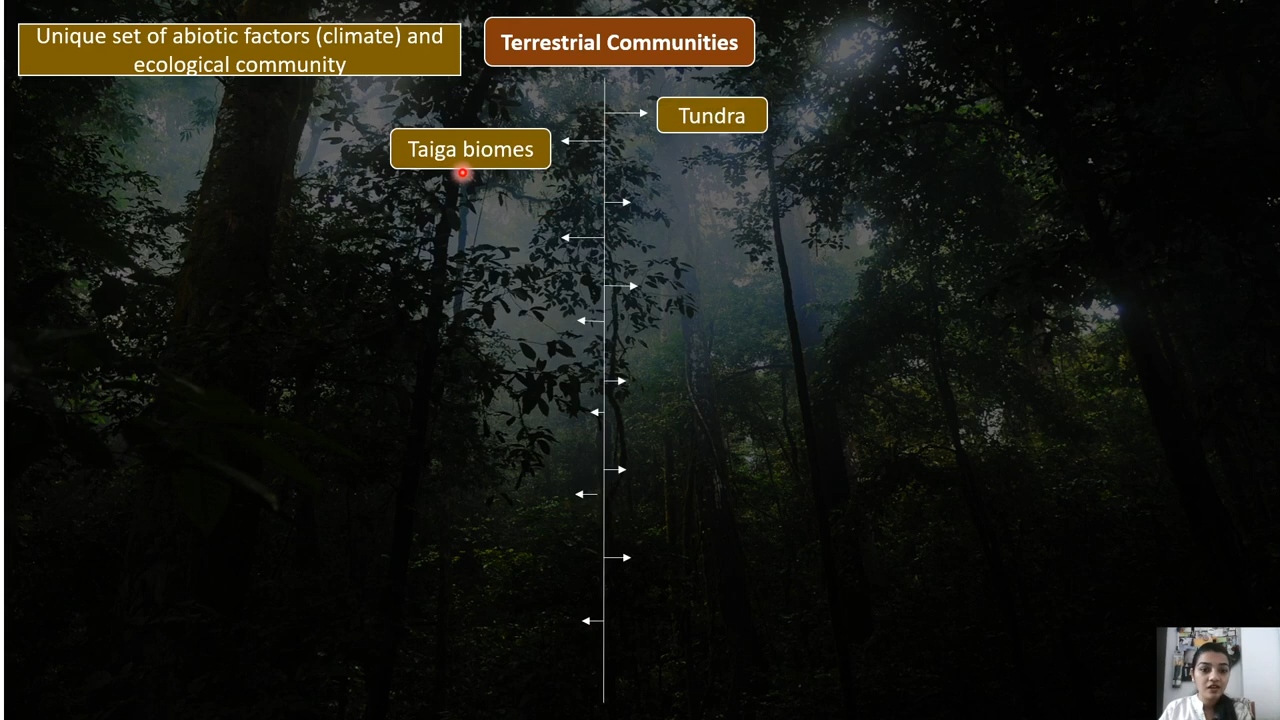 Unique set of abiotic factors (climate) and
ecological community
Terrestrial Communities
Tundra
Taiga biomes